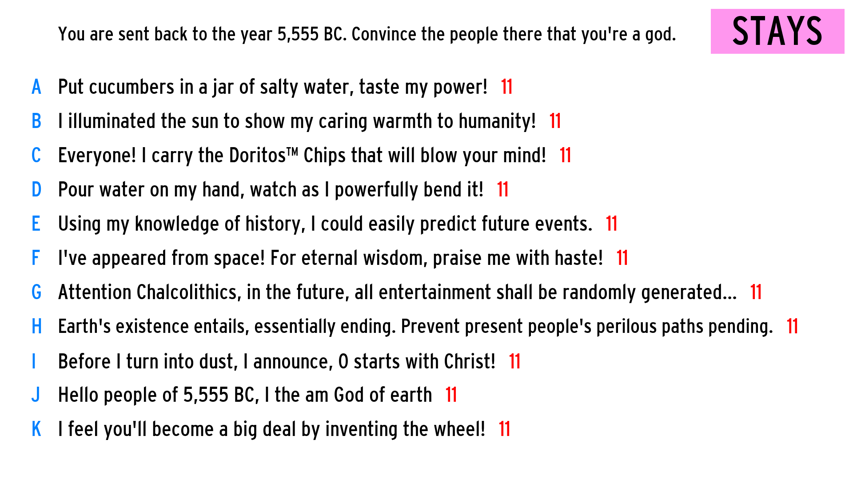 You are sent back to the year 5,555 BC. Convince the people there that you're a god.
STAYS
A Put cucumbers in a jar of salty water, taste my power! 11
B I illuminated the sun to show my caring warmth to humanity! 11
C Everyone! I carry the Doritos™ Chips that will blow your mind! 11
D Pour water on my hand, watch as I powerfully bend it! 11
E Using my knowledge of history, I could easily predict future events. 11
F I've appeared from space! For eternal wisdom, praise me with haste! 11
G Attention Chalcolithics, in the future, all entertainment shall be randomly generated... 11
H Earth's existence entails, essentially ending. Prevent present people's perilous paths pending. 11
I Before I turn into dust, I announce, 0 starts with Christ! 11
J Hello people of 5,555 BC, I the am God of earth 11
K I feel you'll become a big deal by inventing the wheel! 11